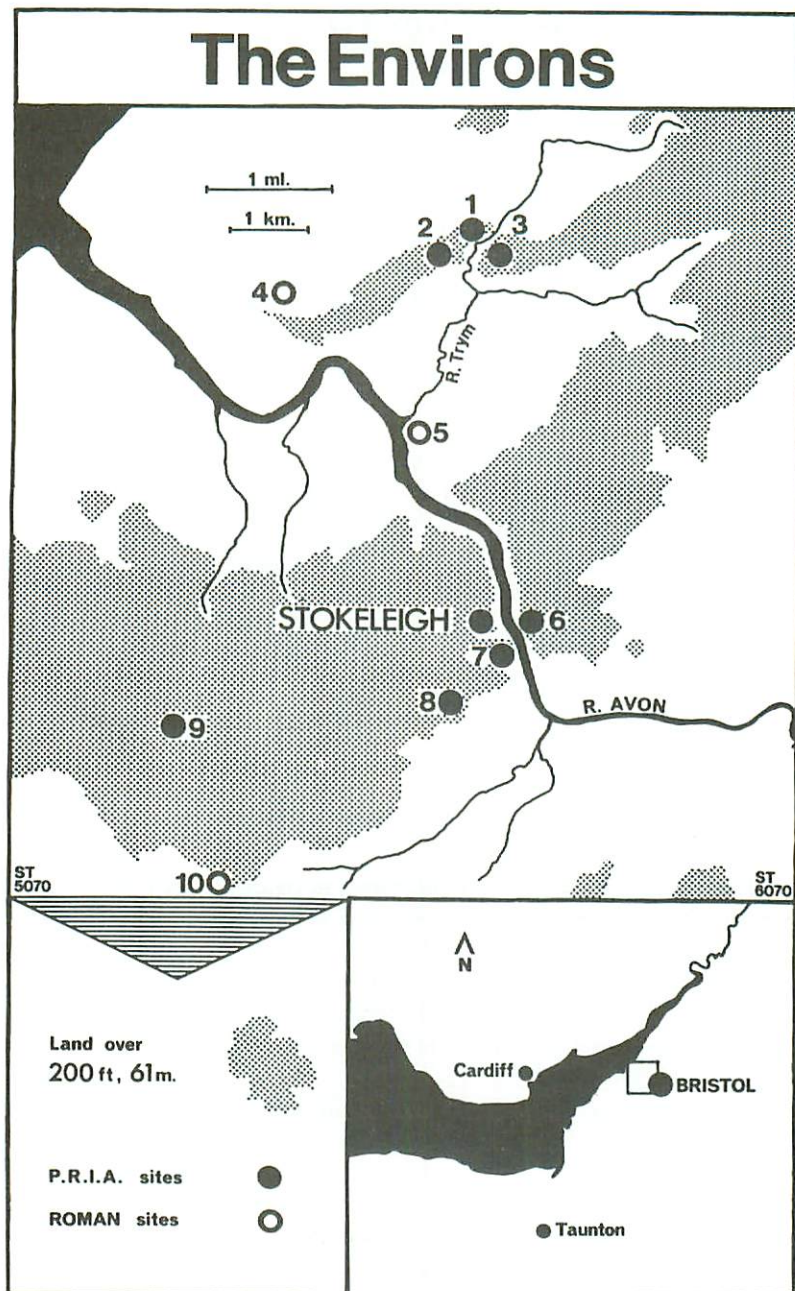 The Environs
1 ml.
1 km.
1
2
3
4
R. Trym
5
STOKELEIGH
6
7
8
R. AVON
9
ST
5070
10
ST
6070
Land over
200 ft, 61m.
P.R.I.A. sites
ROMAN sites
N
Cardiff
BRISTOL
Taunton